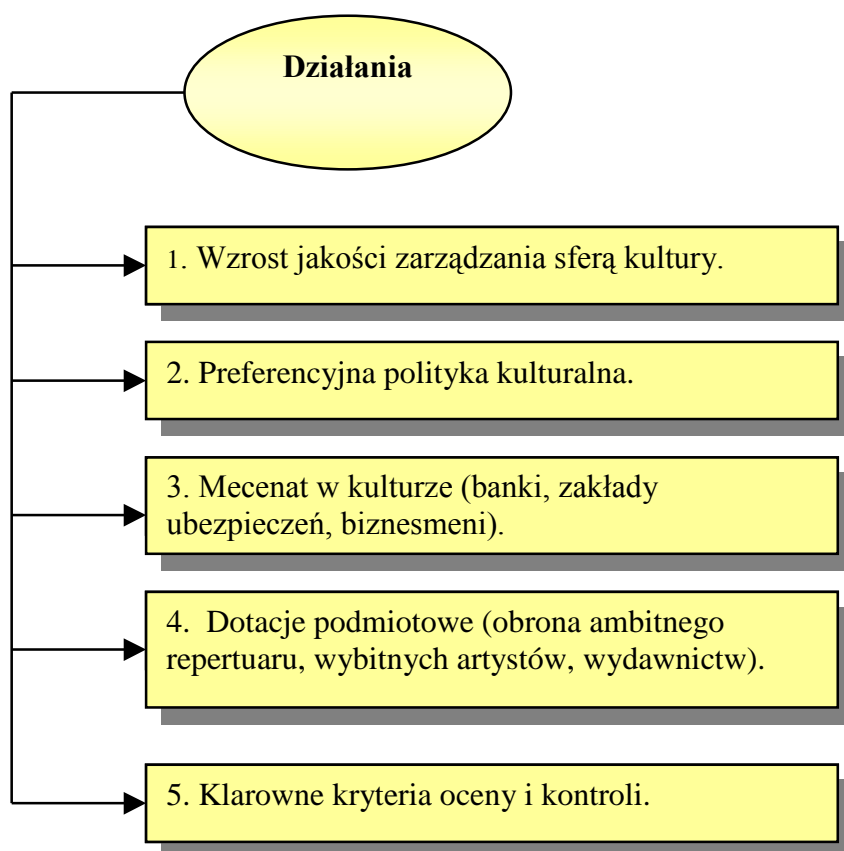 Działania
1. Wzrost jakości zarządzania sferą kultury.
2. Preferencyjna polityka kulturalna.
3. Mecenat w kulturze (banki, zakłady
ubezpieczeń, biznesmeni).
4. Dotacje podmiotowe (obrona ambitnego
repertuaru, wybitnych artystów, wydawnictw).
5. Klarowne kryteria oceny i kontroli.